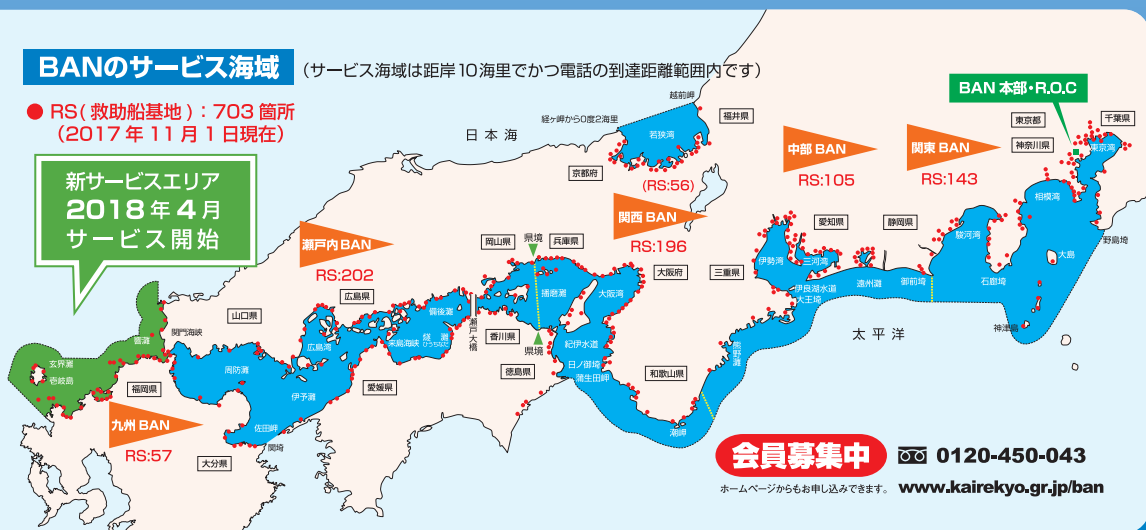 BANのサービス海域
(サービス海域は距岸10海里でかつ電話の到達距離範囲内です)
● RS(救助船基地):703箇所
(2017年11月1日現在)
新サービスエリア
2018年4月
サービス開始
日本海
越前岬
経ヶ岬から0度2海里
若狭湾
福井県
京都府
(RS:56)
BAN 本部・R.O.C
東京都
千葉県
神奈川県
東京湾
中部 BAN
RS:105
関東 BAN
RS:143
関西 BAN
RS:196
瀬戸内 BAN
RS:202
九州 BAN
RS:57
相模湾
野島埼
大島
駿河湾
石廊埼
神津島
静岡県
愛知県
三重県
伊勢湾
三河湾
伊良湖水道
大王埼
遠州灘
御前埼
太平洋
熊野灘
潮岬
和歌山県
大阪府
大阪湾
兵庫県
県境
岡山県
播磨灘
紀伊水道
日ノ御埼
蒲生田岬
県境
香川県
徳島県
瀬戸大橋
備後灘
燧灘
ひうちなだ
来島海峡
広島県
広島湾
愛媛県
山口県
関門海峡
周防灘
伊予灘
佐田岬
関埼
大分県
福岡県
響灘
玄界灘
壱岐島
会員募集中
0120-450-043
ホームページからもお申し込みできます。
www.kairekyo.gr.jp/ban